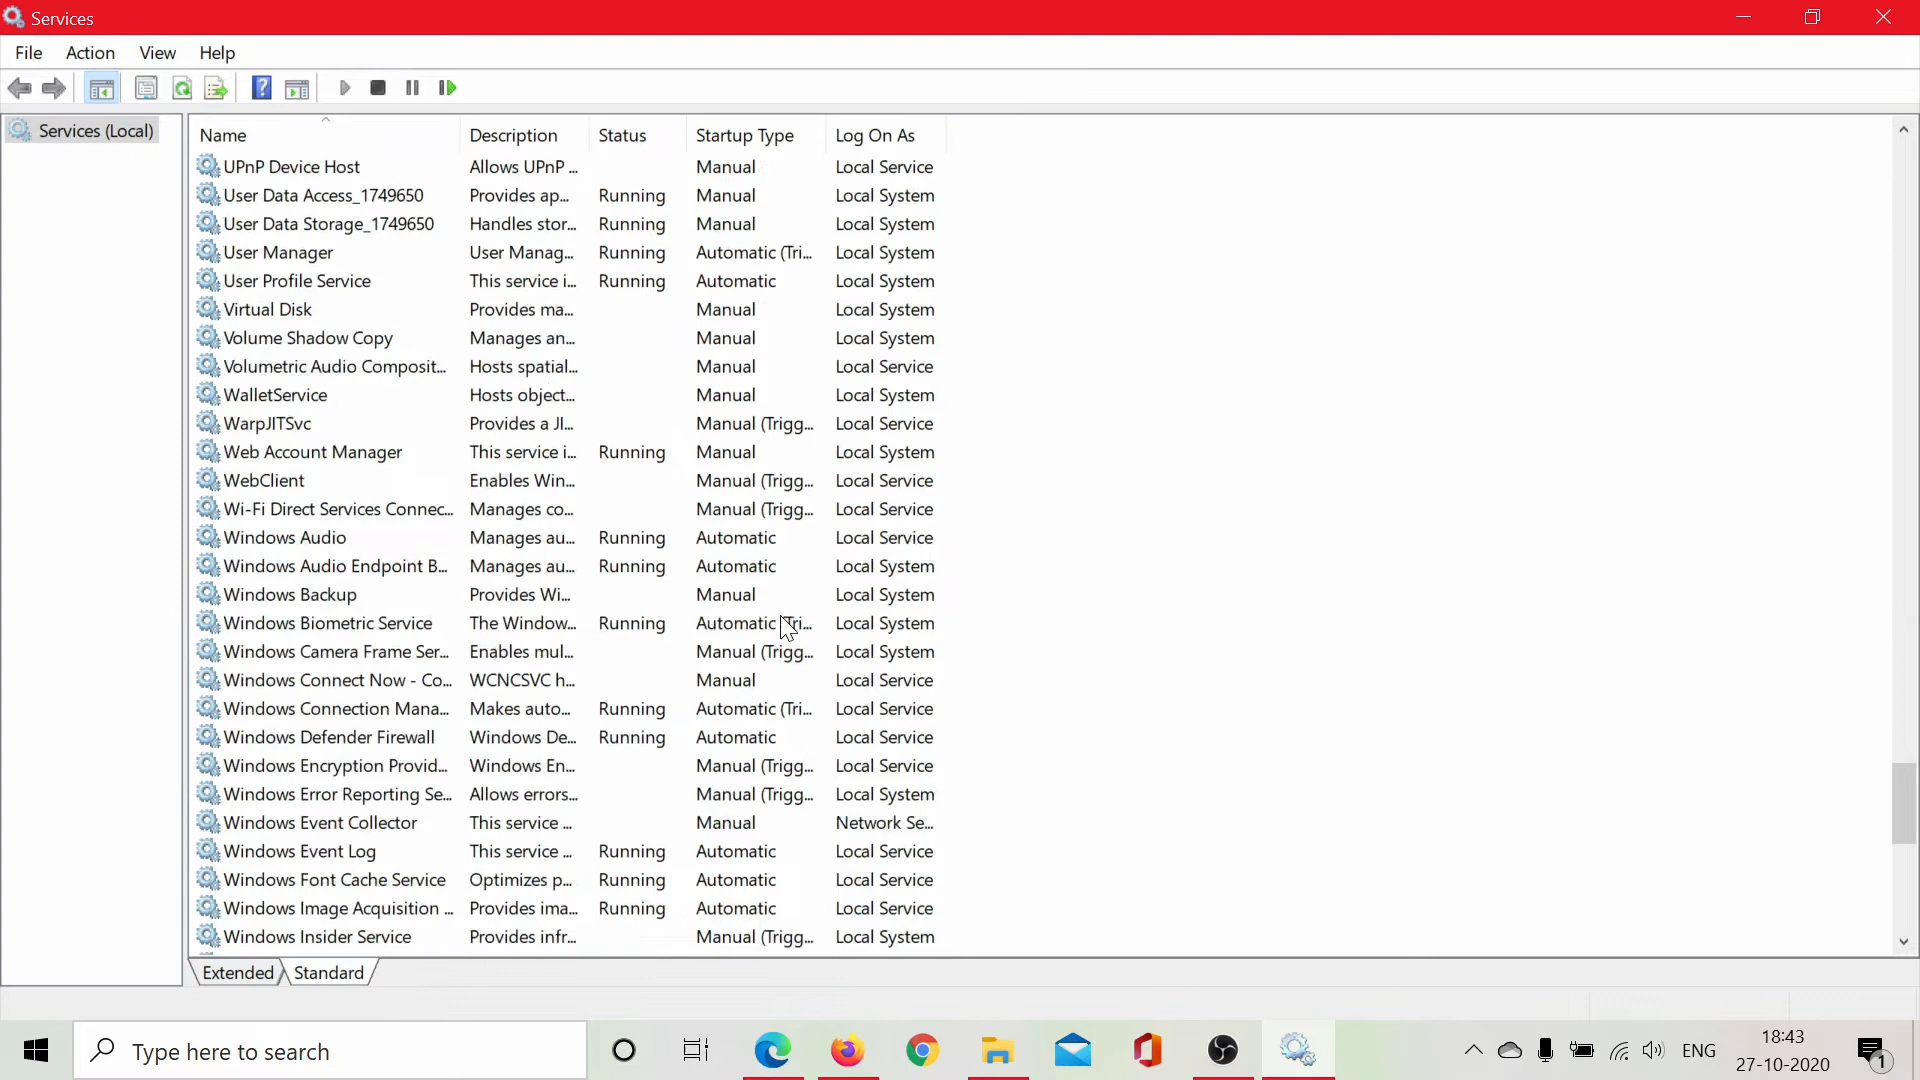 Services
File Action View Help
Services (Local)
Name Description Status Startup Type Log On As
UPnP Device Host Allows UPnP ... Manual Local Service
User Data Access_1749650 Provides ap... Running Manual Local System
User Data Storage_1749650 Handles stor... Running Manual Local System
User Manager User Manag... Running Automatic (Tri... Local System
User Profile Service This service i... Running Automatic Local System
Virtual Disk Provides ma... Manual Local System
Volume Shadow Copy Manages an... Manual Local System
Volumetric Audio Composit... Hosts spatial... Manual Local Service
WalletService Hosts object... Manual Local System
WarpJITSvc Provides a JI... Manual (Trigg... Local Service
Web Account Manager This service i... Running Manual Local System
WebClient Enables Win... Manual (Trigg... Local Service
Wi-Fi Direct Services Connec... Manages co... Manual (Trigg... Local Service
Windows Audio Manages au... Running Automatic Local Service
Windows Audio Endpoint B... Manages au... Running Automatic Local System
Windows Backup Provides Wi... Manual Local System
Windows Biometric Service The Window... Running Automatic (Tri... Local System
Windows Camera Frame Ser... Enables mul... Manual (Trigg... Local System
Windows Connect Now - Co... WCNCSVC h... Manual Local Service
Windows Connection Mana... Makes auto... Running Automatic (Tri... Local Service
Windows Defender Firewall Windows De... Running Automatic Local Service
Windows Encryption Provid... Windows En... Manual (Trigg... Local Service
Windows Error Reporting Se... Allows errors... Manual (Trigg... Local System
Windows Event Collector This service ... Manual Network Se...
Windows Event Log This service ... Running Automatic Local Service
Windows Font Cache Service Optimizes p... Running Automatic Local Service
Windows Image Acquisition ... Provides ima... Running Automatic Local Service
Windows Insider Service Provides infr... Manual (Trigg... Local System
Extended Standard
Type here to search
ENG
18:43
27-10-2020
1